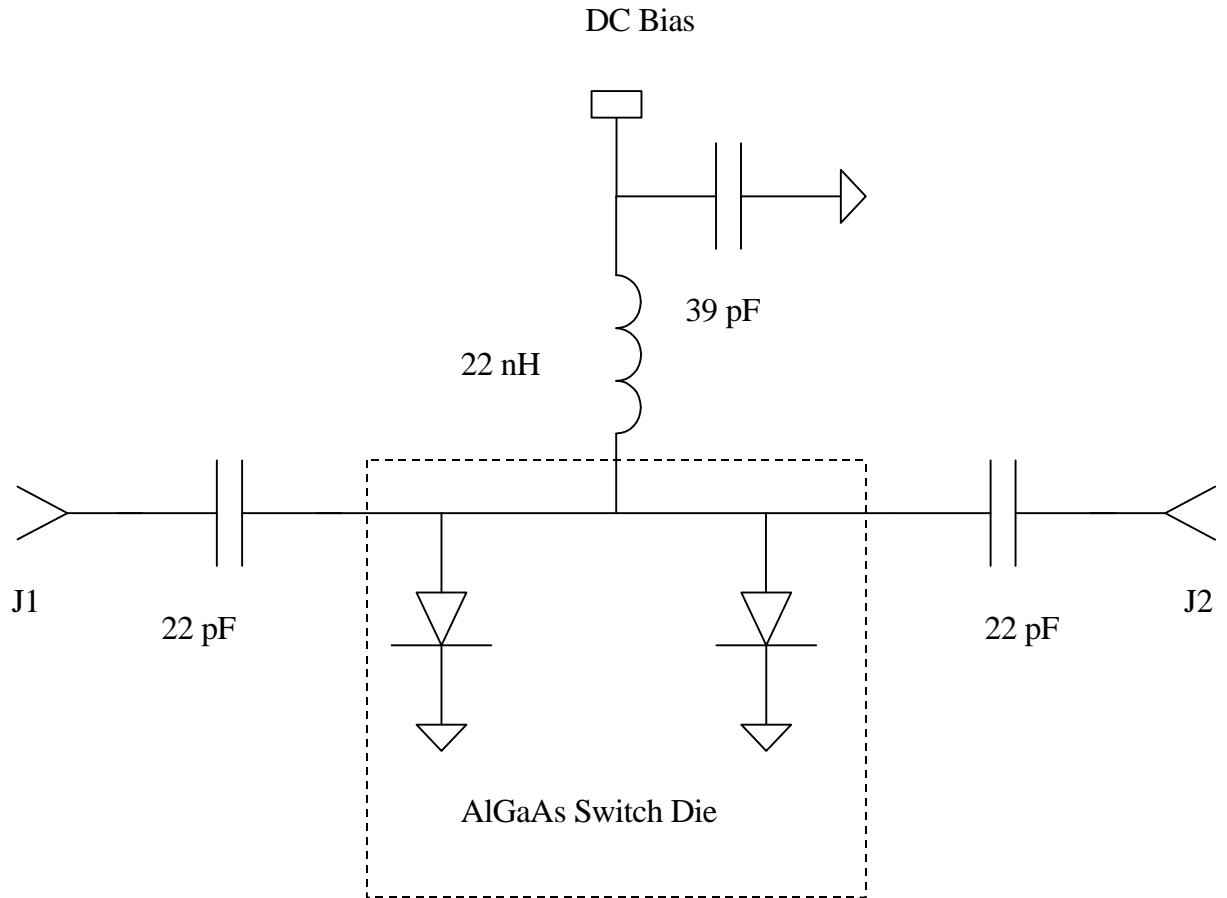 DC Bias
39 pF
22 nH
J1
J2
22 pF
22 pF
AlGaAs Switch Die